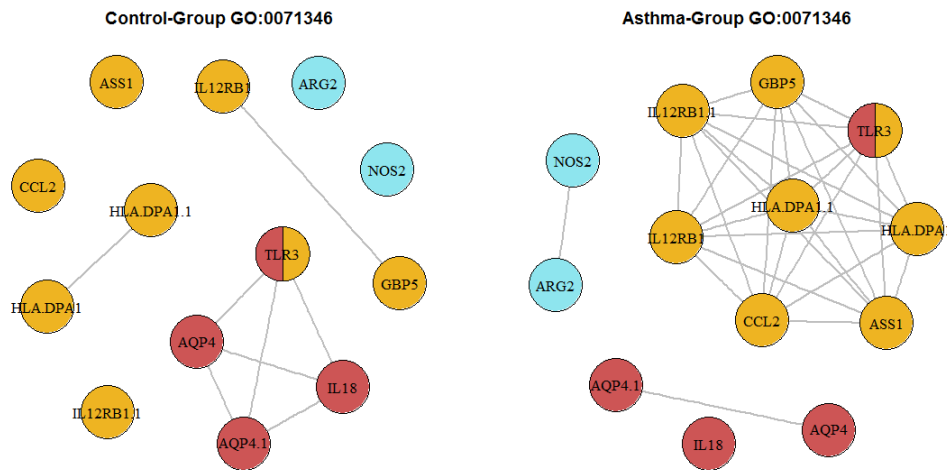 Control-Group GO:0071346
ASS1
IL12RB1
ARG2
NOS2
CCL2
HLA.DPA1.1
TLR3
GBP5
HLA.DPA1
AQP4
IL18
IL12RB1.1
AQP4.1
Asthma-Group GO:0071346
GBP5
IL12RB1.1
TLR3
NOS2
HLA.DPA1.1
IL12RB1
HLA.DPA1
ARG2
CCL2
ASS1
AQP4.1
AQP4
IL18